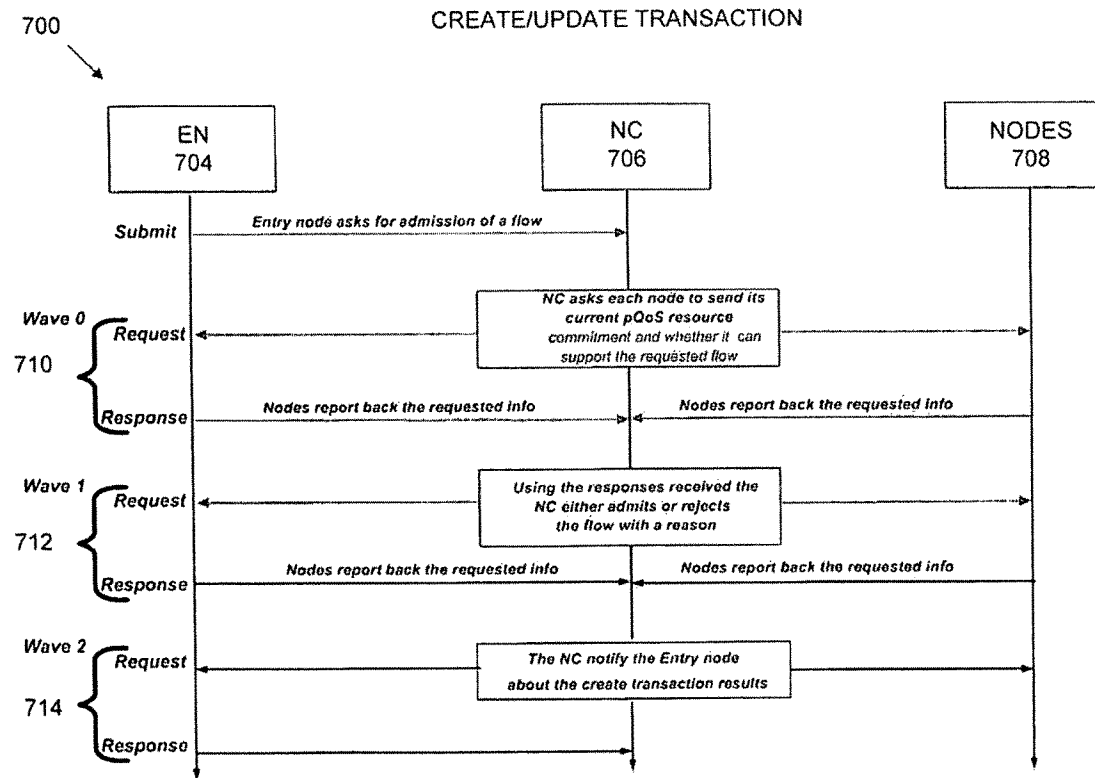 CREATE/UPDATE TRANSACTION
700
EN
704
NC
706
NODES
708
Submit
Entry node asks for admission of a flow
Wave 0
710
Request
NC asks each node to send its
current pQoS resource
commitment and whether it can
support the requested flow
Response
Nodes report back the requested info
Nodes report back the requested info
Wave 1
712
Request
Using the responses received the
NC either admits or rejects
the flow with a reason
Response
Nodes report back the requested info
Nodes report back the requested info
Wave 2
714
Request
The NC notify the Entry node
about the create transaction results
Response